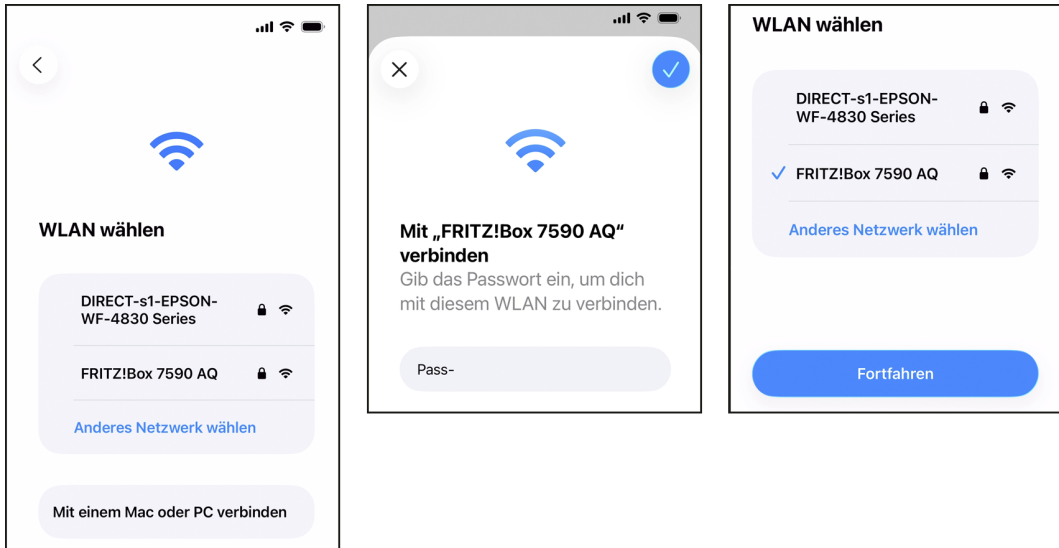 WLAN wählen
DIRECT-s1-EPSON-
WF-4830 Series
FRITZ!Box 7590 AQ
Anderes Netzwerk wählen
Mit einem Mac oder PC verbinden
Mit „FRITZ!Box 7590 AQ“
verbinden
Gib das Passwort ein, um dich
mit diesem WLAN zu verbinden.
Pass-
WLAN wählen
DIRECT-s1-EPSON-
WF-4830 Series
FRITZ!Box 7590 AQ
Anderes Netzwerk wählen
Fortfahren